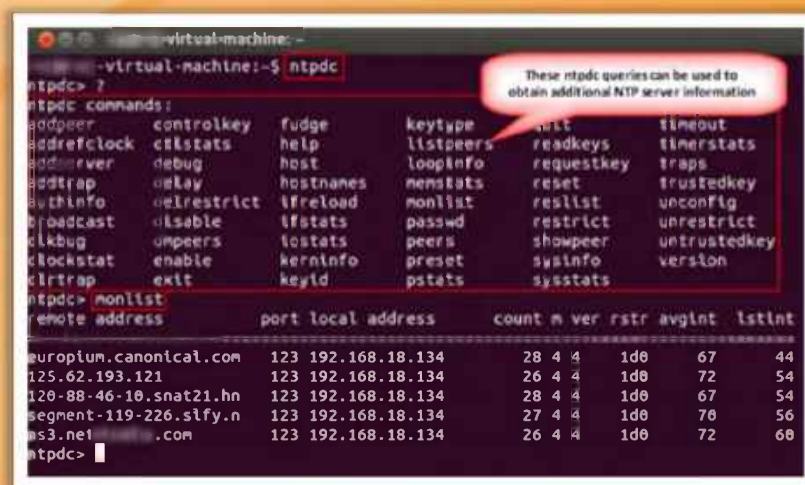 -virtual-machine: ~
-virtual-machine:~$ ntpdc
ntpdc> ?
These ntpdc queries can be used to
obtain additional NTP server information
ntpdc commands:
addpeer controlkey fudge keytype quit timeout
addrefclock ctlstats help listpeers readkeys timerstats
addserver debug host loopinfo requestkey traps
addtrap delay hostnames memstats reset trustedkey
authinfo delrestrict ifreload monlist reslist unconfig
broadcast disable ifstats passwd restrict unrestrict
clkbug dmpeers iostats peers showpeer untrustedkey
clockstat enable kerninfo preset sysinfo version
clrtrap exit keyid pstats sysstats
ntpdc> monlist
remote address port local address count m ver rstr avgint lstint
europium.canonical.com 123 192.168.18.134 28 4 4 1d0 67 44
125.62.193.121 123 192.168.18.134 26 4 4 1d0 72 54
120-88-46-10.snat21.hn 123 192.168.18.134 28 4 4 1d0 67 54
segment-119-226.sify.n 123 192.168.18.134 27 4 4 1d0 70 56
ms3.net .com 123 192.168.18.134 26 4 4 1d0 72 60
ntpdc>